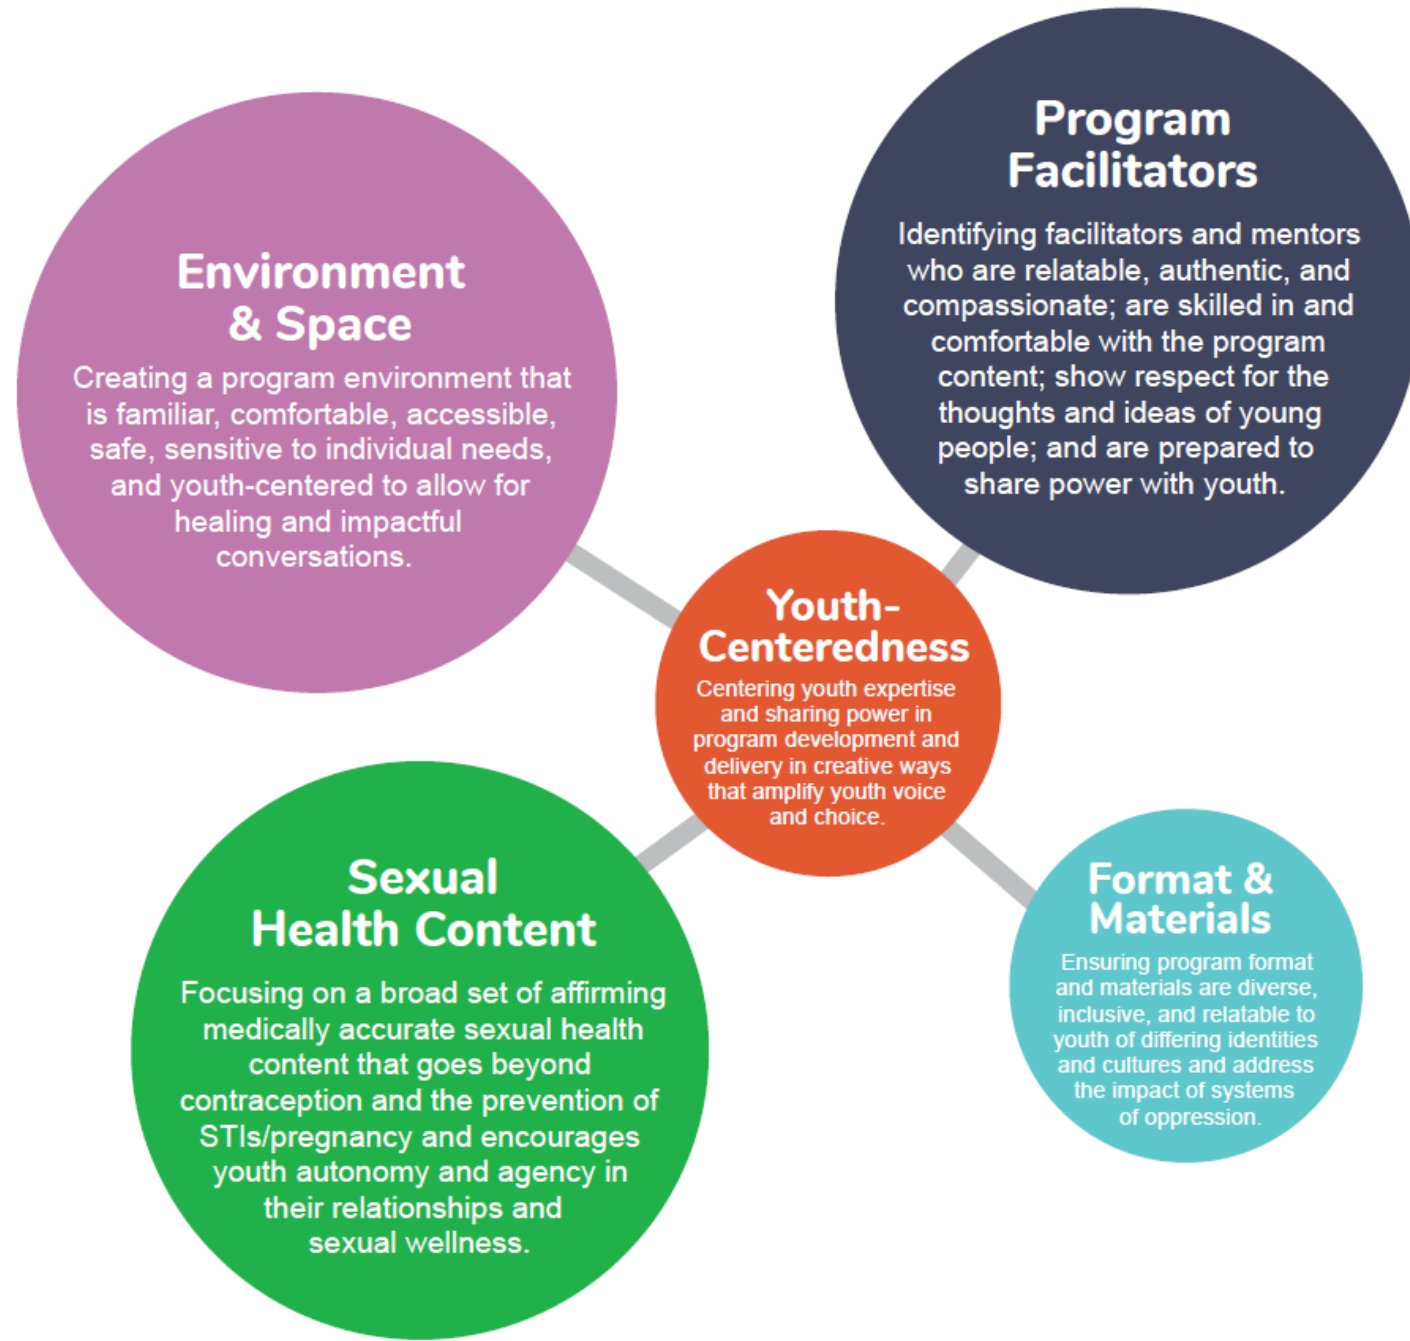 Environment
& Space
Creating a program environment that
is familiar, comfortable, accessible,
safe, sensitive to individual needs,
and youth-centered to allow for
healing and impactful
conversations.
Program
Facilitators
Identifying facilitators and mentors
who are relatable, authentic, and
compassionate; are skilled in and
comfortable with the program
content; show respect for the
thoughts and ideas of young
people; and are prepared to
share power with youth.
Youth-
Centeredness
Centering youth expertise
and sharing power in
program development and
delivery in creative ways
that amplify youth voice
and choice.
Sexual
Health Content
Focusing on a broad set of affirming
medically accurate sexual health
content that goes beyond
contraception and the prevention of
STIs/pregnancy and encourages
youth autonomy and agency in
their relationships and
sexual wellness.
Format &
Materials
Ensuring program format
and materials are diverse,
inclusive, and relatable to
youth of differing identities
and cultures and address
the impact of systems
of oppression.